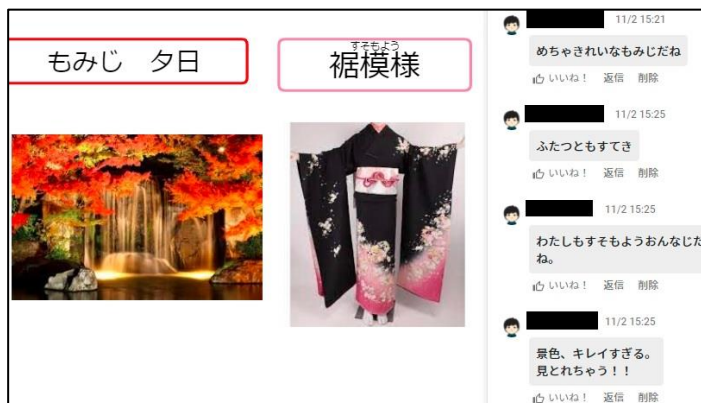 もみじ 夕日
すそもよう
裾模様
11/2 15:21
めちゃきれいなもみじだね
いいね! 返信 削除
11/2 15:25
ふたつともすてき
いいね! 返信 削除
11/2 15:25
わたしもすそもようおんなじだ
ね。
いいね! 返信 削除
11/2 15:25
景色、キレイすぎる。
見とれちゃう!!
いいね! 返信 削除